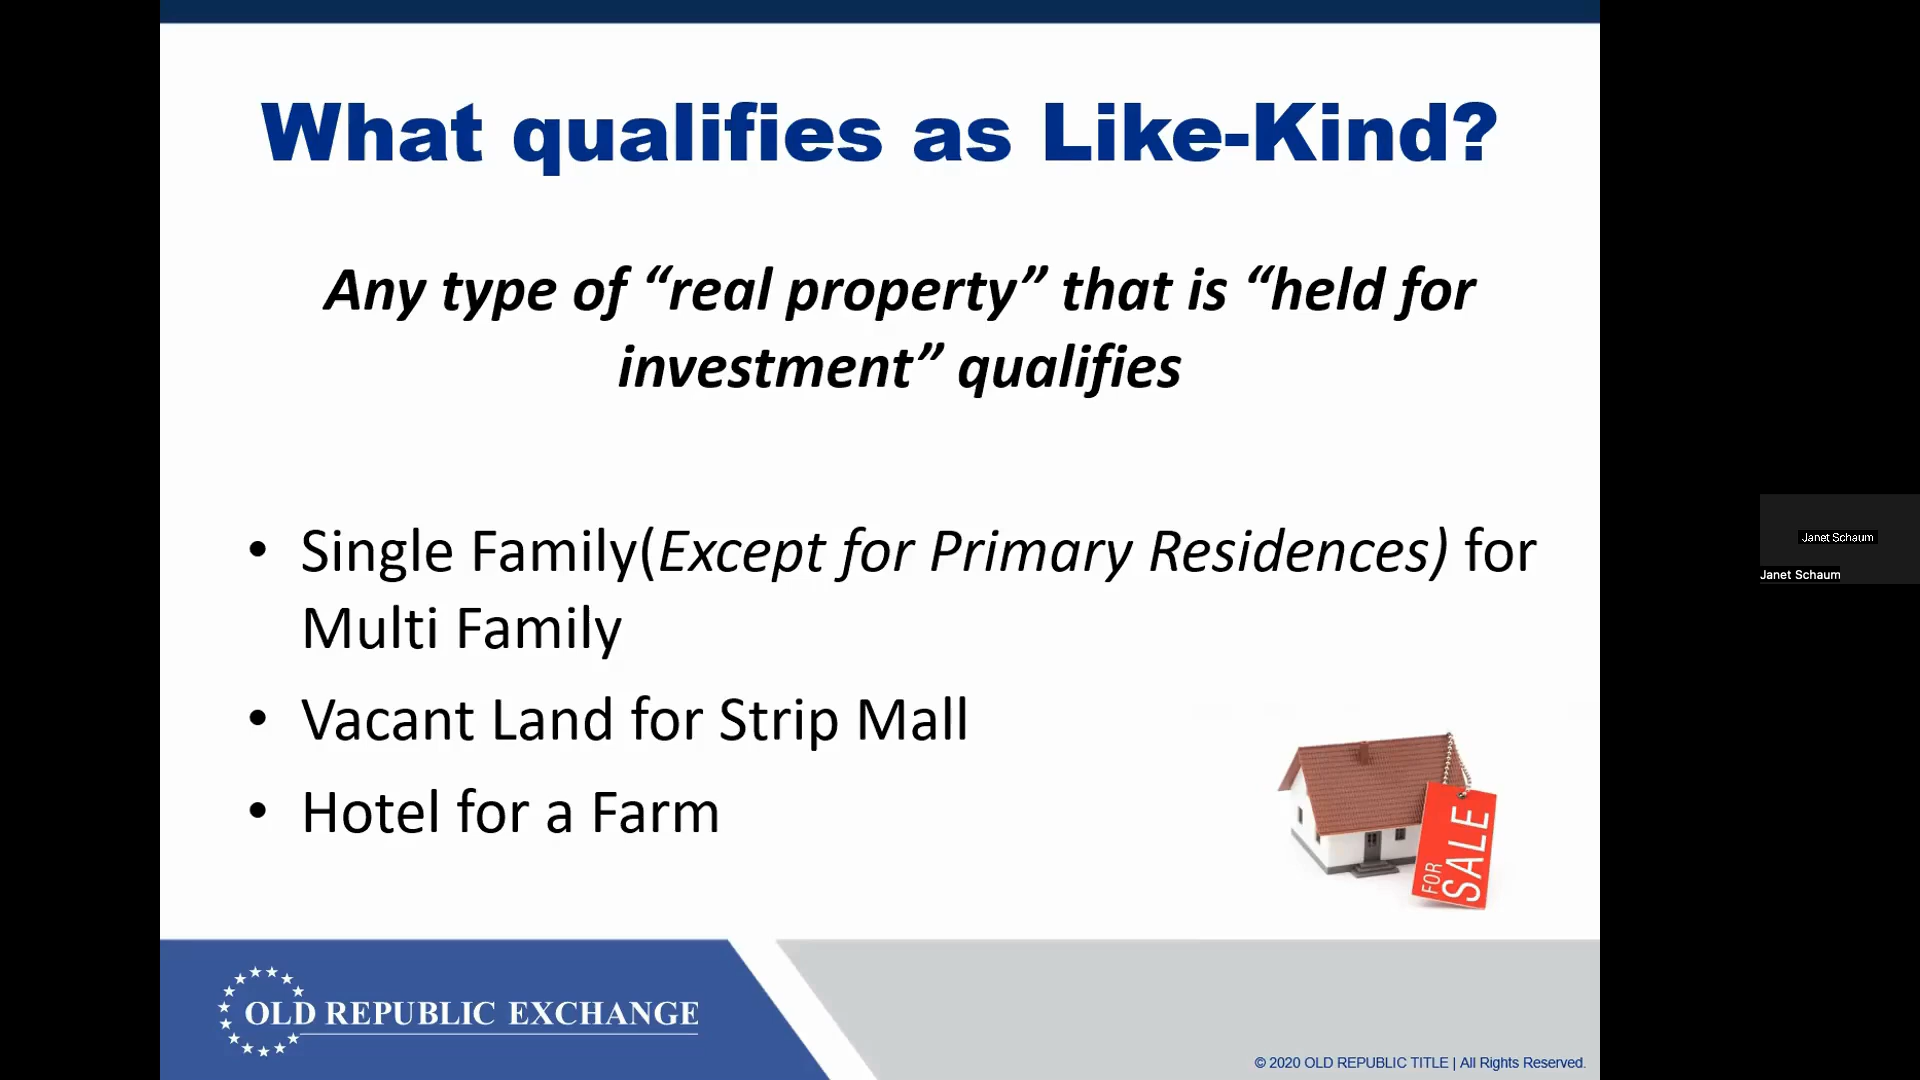 What qualifies as Like-Kind?
Any type of “real property” that is “held for
investment” qualifies
• Single Family(Except for Primary Residences) for
Multi Family
• Vacant Land for Strip Mall
• Hotel for a Farm
FOR
SALE
Janet Schaum
Janet Schaum
OLD REPUBLIC EXCHANGE
© 2020 OLD REPUBLIC TITLE | All Rights Reserved.